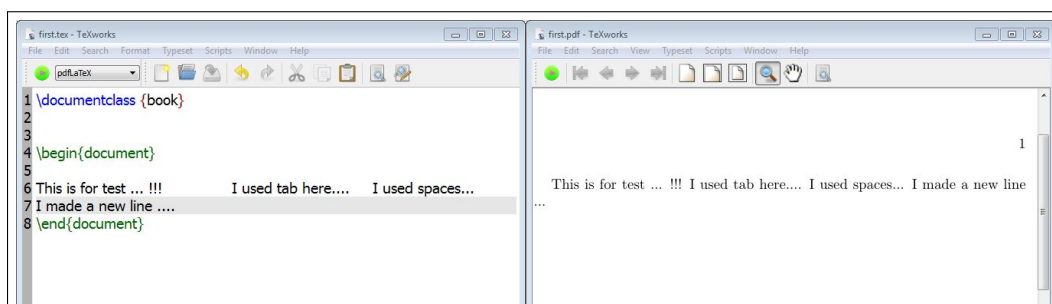 first.tex - TeXworks
File Edit Search Format Typeset Scripts Window Help
pdfLaTeX
1 \documentclass {book}
2
3
4 \begin{document}
5
6 This is for test ... !!! I used tab here.... I used spaces...
7 I made a new line ....
8 \end{document}
first.pdf - TeXworks
File Edit Search View Typeset Scripts Window Help
1
This is for test ... !!! I used tab here.... I used spaces... I made a new line
...